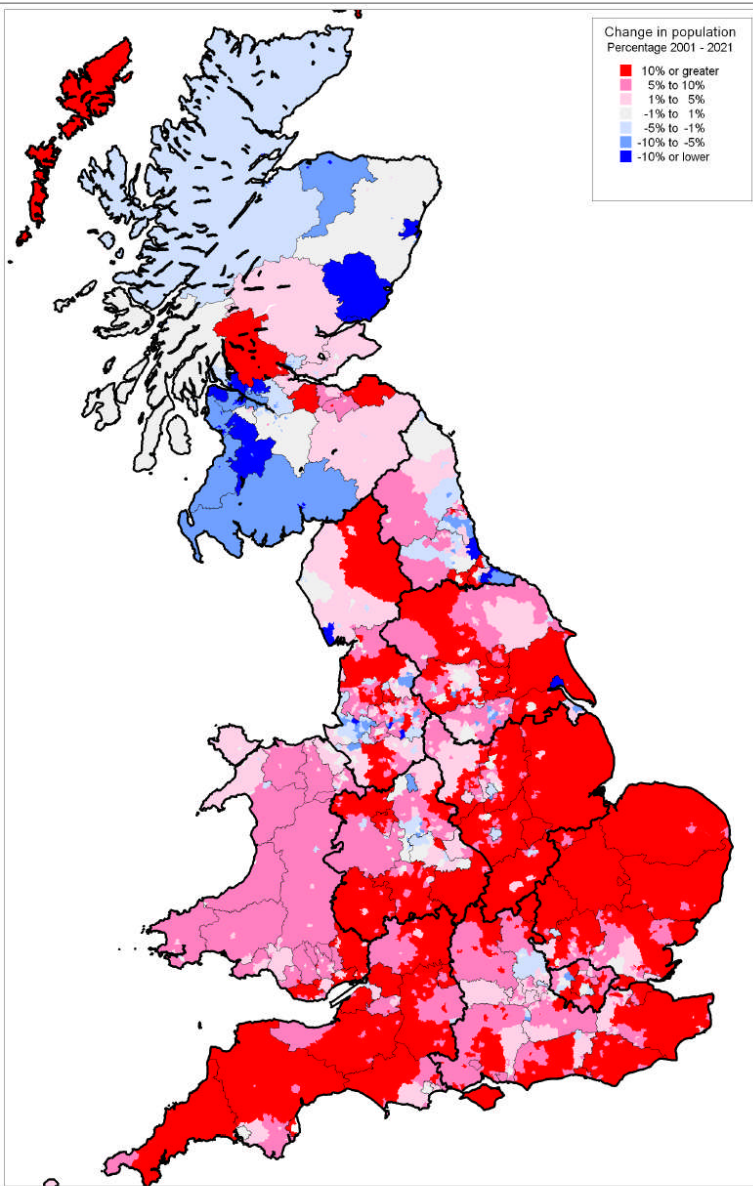 Change in population
Percentage 2001 - 2021
10% or greater
5% to 10%
1% to 5%
-1% to 1%
-5% to -1%
-10% to -5%
-10% or lower